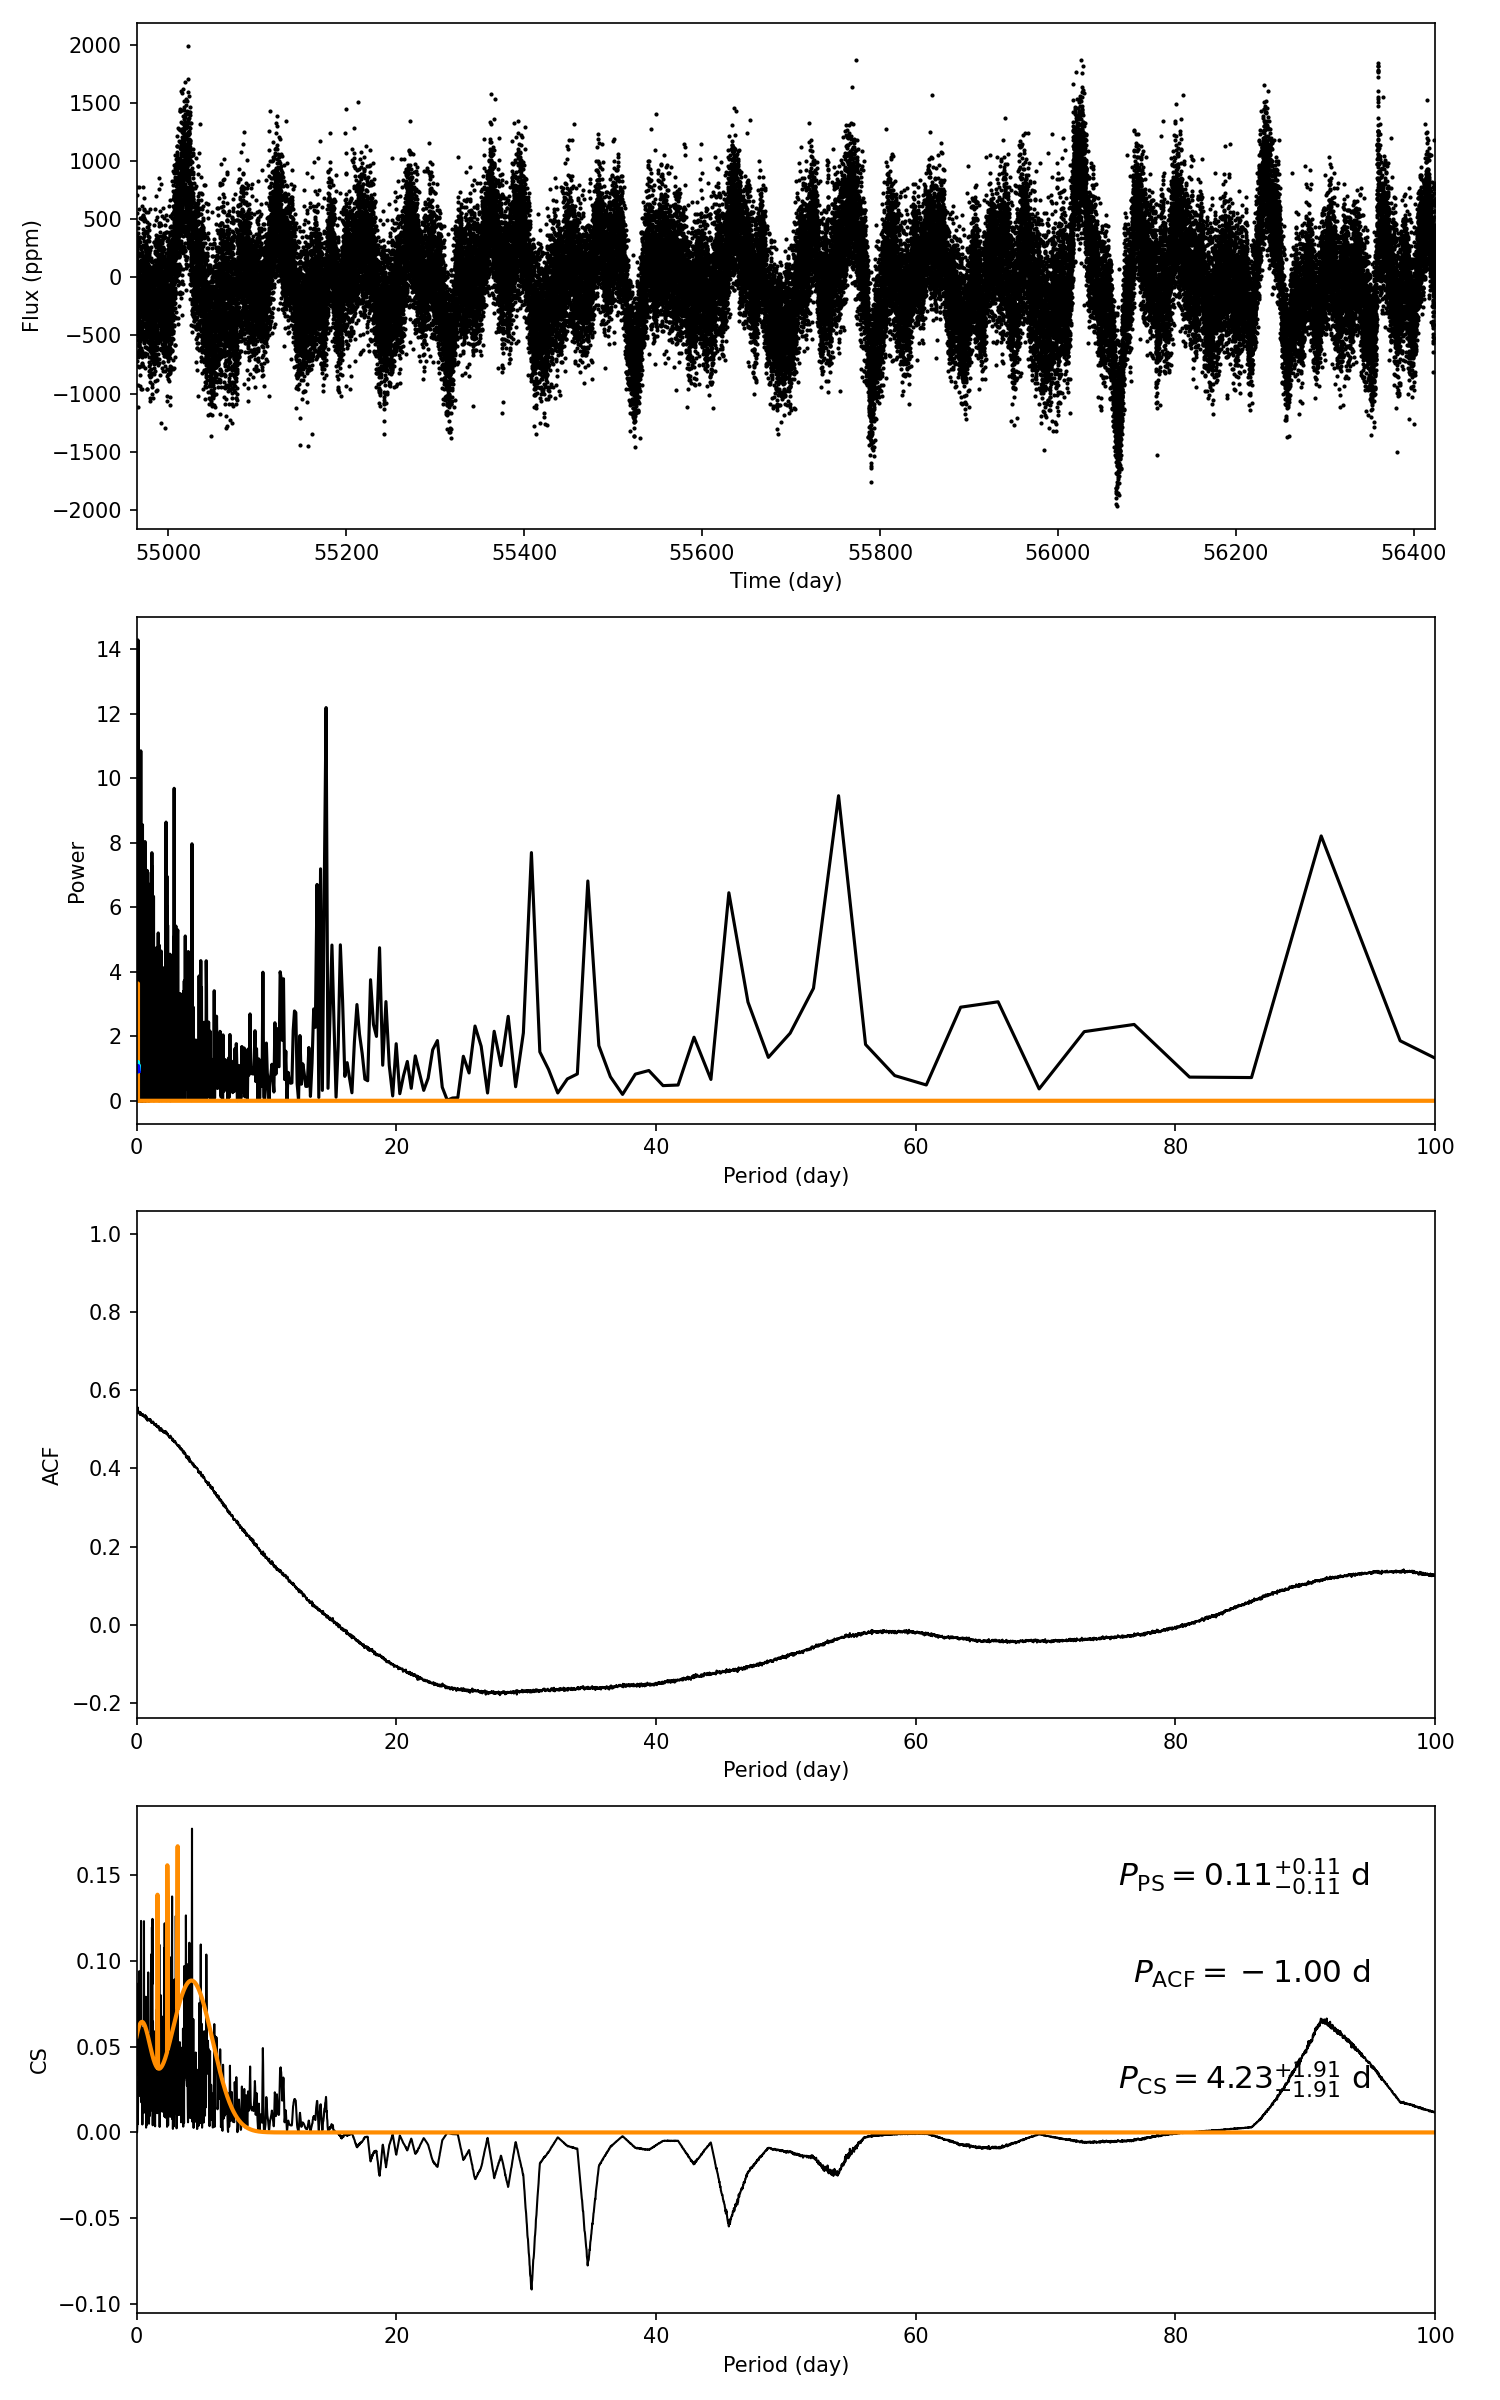 2000
1500
1000
500
0
−500
−1000
−1500
−2000
Flux (ppm)
55000 55200 55400 55600 55800 56000 56200 56400
Time (day)
14
12
10
8
6
4
2
0
Power
0 20 40 60 80 100
Period (day)
1.0
0.8
0.6
0.4
0.2
0.0
−0.2
ACF
0 20 40 60 80 100
Period (day)
0.15
0.10
0.05
0.00
−0.05
−0.10
CS
P_PS = 0.11 +0.11 −0.11 d
P_ACF = −1.00 d
P_CS = 4.23 +1.91 −1.91 d
0 20 40 60 80 100
Period (day)